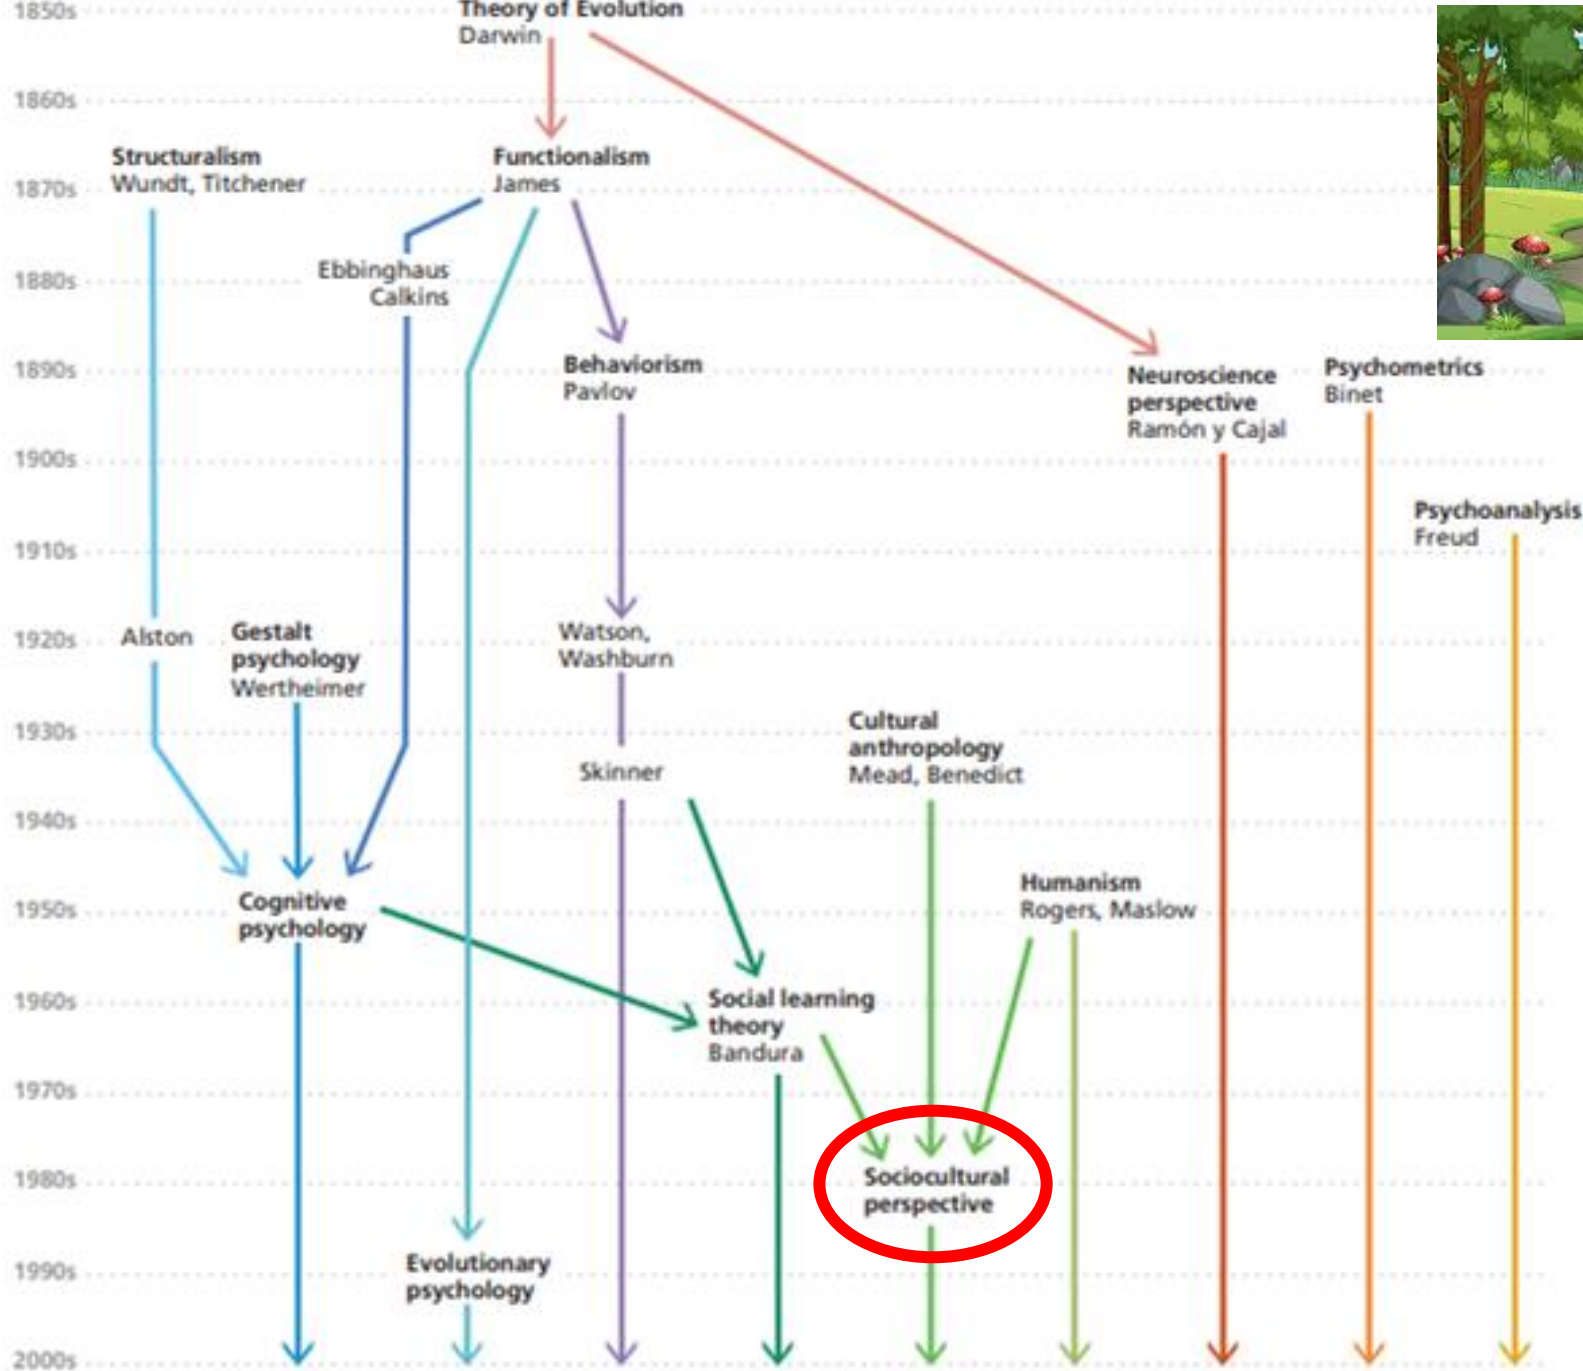 1850s
Theory of Evolution
Darwin
1860s
Structuralism
Wundt, Titchener
Functionalism
James
1870s
Ebbinghaus
Calkins
1880s
Behaviorism
Pavlov
1890s
Neuroscience
perspective
Ramón y Cajal
Psychometrics
Binet
1900s
Psychoanalysis
Freud
1910s
Alston
Gestalt
psychology
Wertheimer
Watson,
Washburn
1920s
Cultural
anthropology
Mead, Benedict
1930s
Skinner
1940s
Humanism
Rogers, Maslow
Cognitive
psychology
1950s
Social learning
theory
Bandura
1960s
1970s
Sociocultural
perspective
1980s
Evolutionary
psychology
1990s
2000s